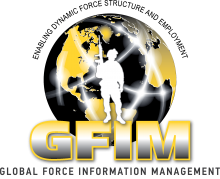 ENABLING DYNAMIC FORCE STRUCTURE AND EMPLOYMENT
GFIM
GLOBAL FORCE INFORMATION MANAGEMENT